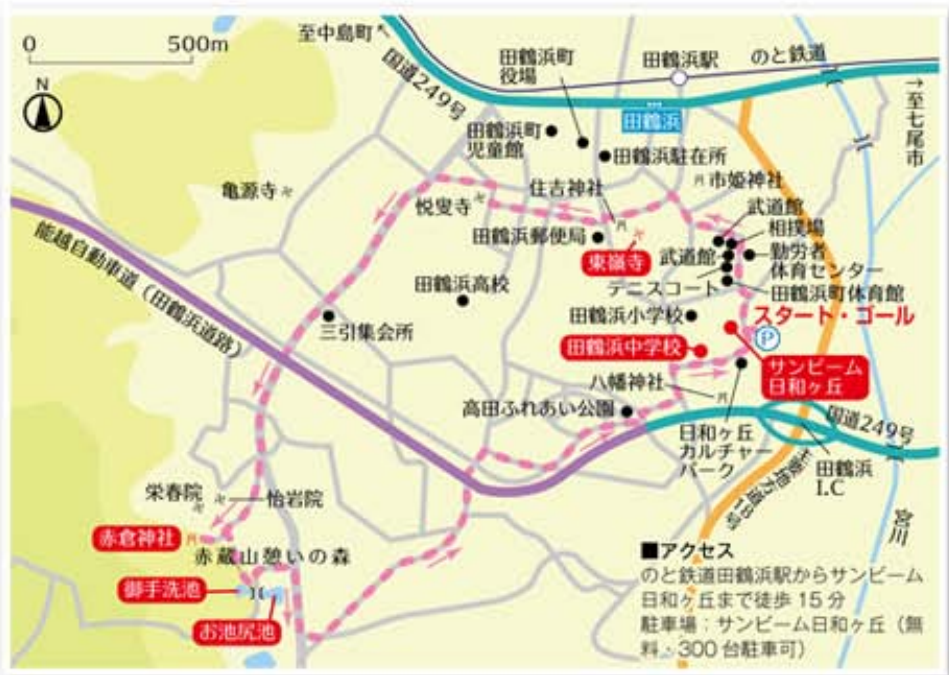 0 500m
N
至中島町
国道249号
田鶴浜町
役場
田鶴浜駅
のと鉄道
→至七尾市
田鶴浜
田鶴浜町
児童館
田鶴浜駐在所
住吉神社
市姫神社
亀源寺
悦叟寺
武道館
相撲場
田鶴浜郵便局
東嶺寺
武道館
勤労者
体育センター
テニスコート
田鶴浜町体育館
能越自動車道（田鶴浜道路）
田鶴浜高校
三引集会所
田鶴浜小学校
スタート・ゴール
P
田鶴浜中学校
サンビーム
日和ヶ丘
八幡神社
高田ふれあい公園
国道249号
日和ヶ丘
カルチャー
パーク
田鶴浜
I.C
主要地方道18号
宮川
栄春院
怡岩院
赤倉神社
赤蔵山憩いの森
御手洗池
お池尻池
■アクセス
のと鉄道田鶴浜駅からサンビーム
日和ヶ丘まで徒歩15分
駐車場：サンビーム日和ヶ丘（無
料・300台駐車可）